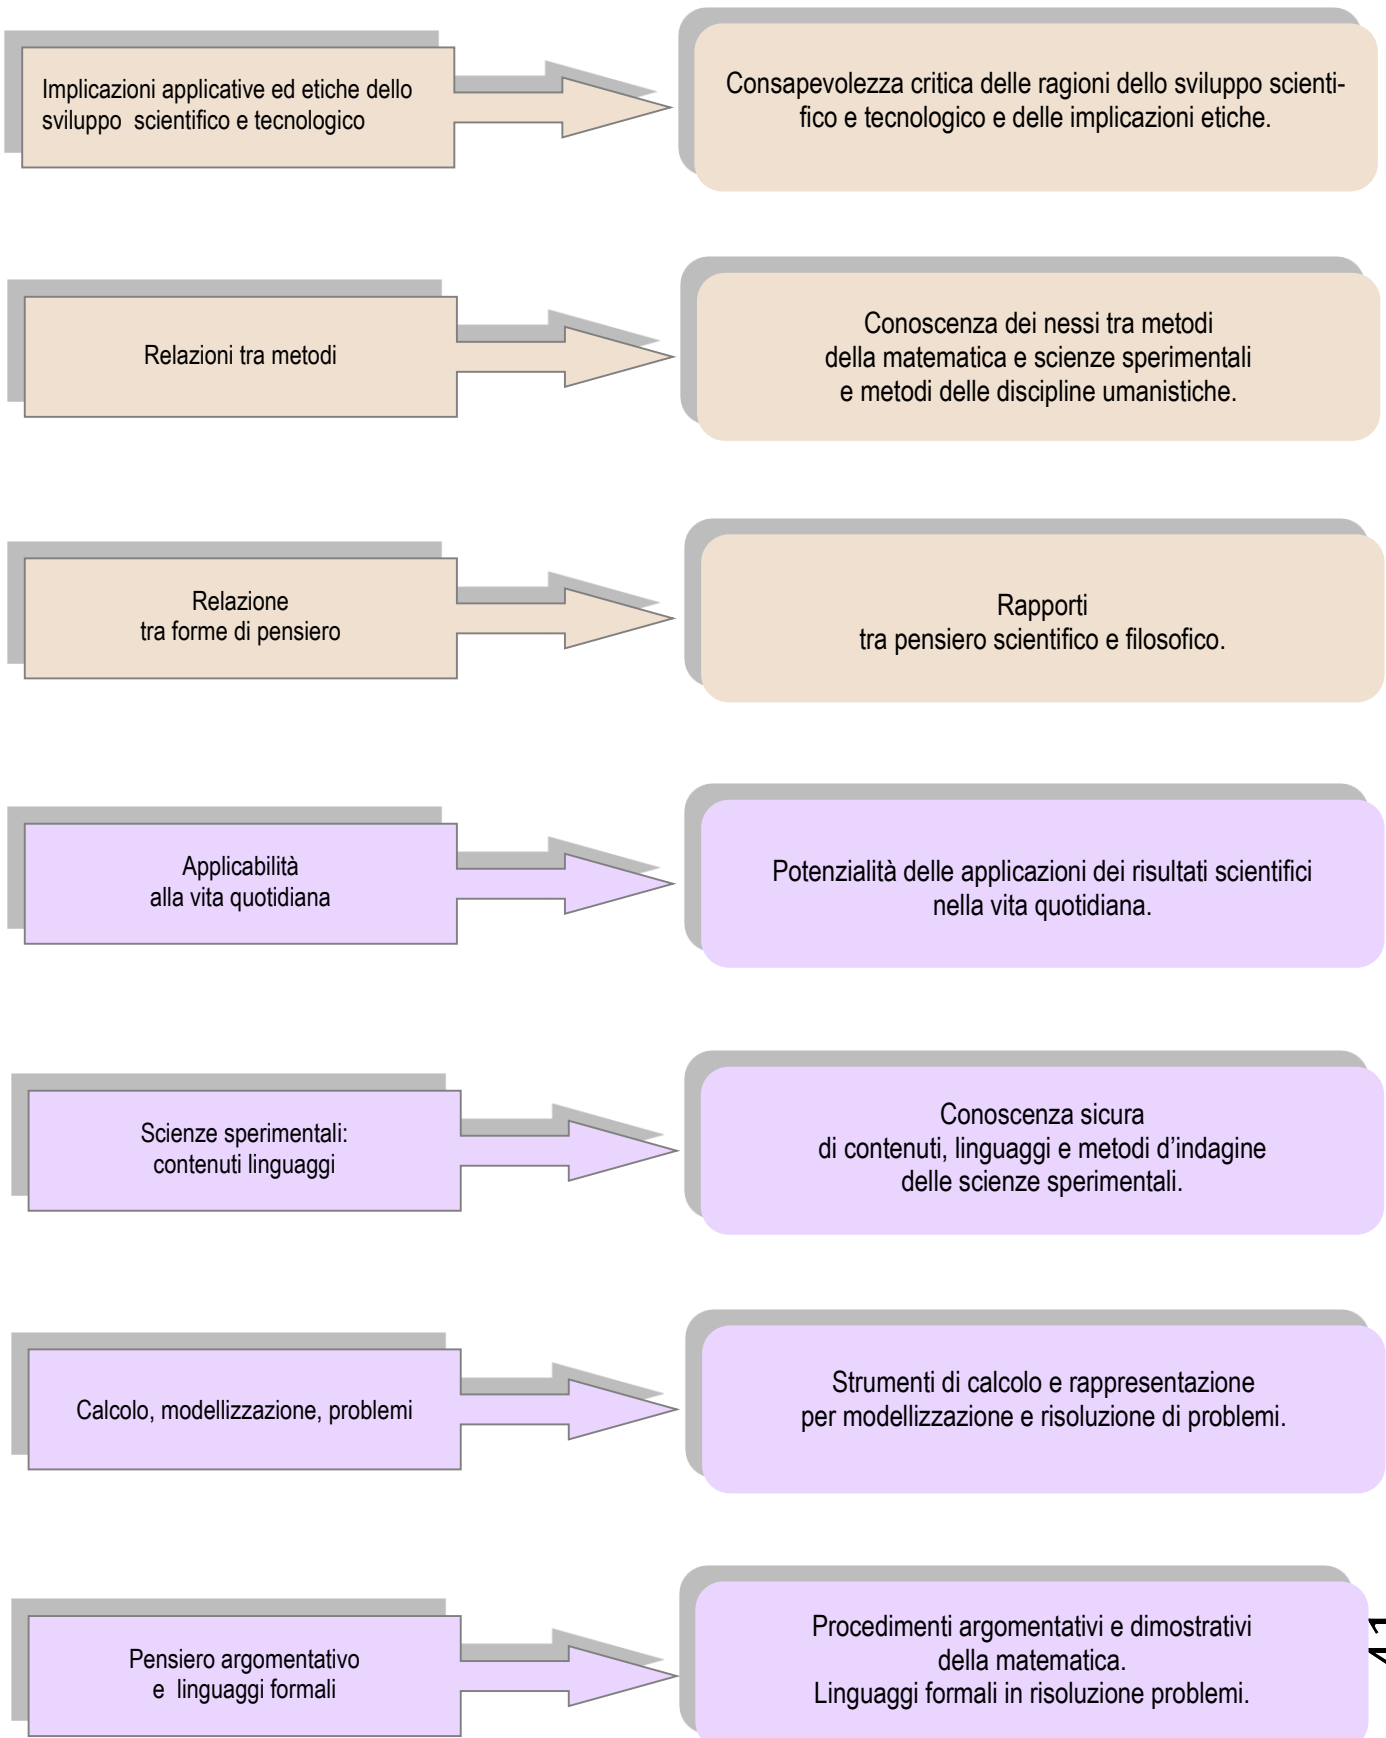 Implicazioni applicative ed etiche dello
sviluppo scientifico e tecnologico
Consapevolezza critica delle ragioni dello sviluppo scienti-
fico e tecnologico e delle implicazioni etiche.
Relazioni tra metodi
Conoscenza dei nessi tra metodi
della matematica e scienze sperimentali
e metodi delle discipline umanistiche.
Relazione
tra forme di pensiero
Rapporti
tra pensiero scientifico e filosofico.
Applicabilità
alla vita quotidiana
Potenzialità delle applicazioni dei risultati scientifici
nella vita quotidiana.
Scienze sperimentali:
contenuti linguaggi
Conoscenza sicura
di contenuti, linguaggi e metodi d’indagine
delle scienze sperimentali.
Calcolo, modellizzazione, problemi
Strumenti di calcolo e rappresentazione
per modellizzazione e risoluzione di problemi.
Pensiero argomentativo
e linguaggi formali
Procedimenti argomentativi e dimostrativi
della matematica.
Linguaggi formali in risoluzione problemi.